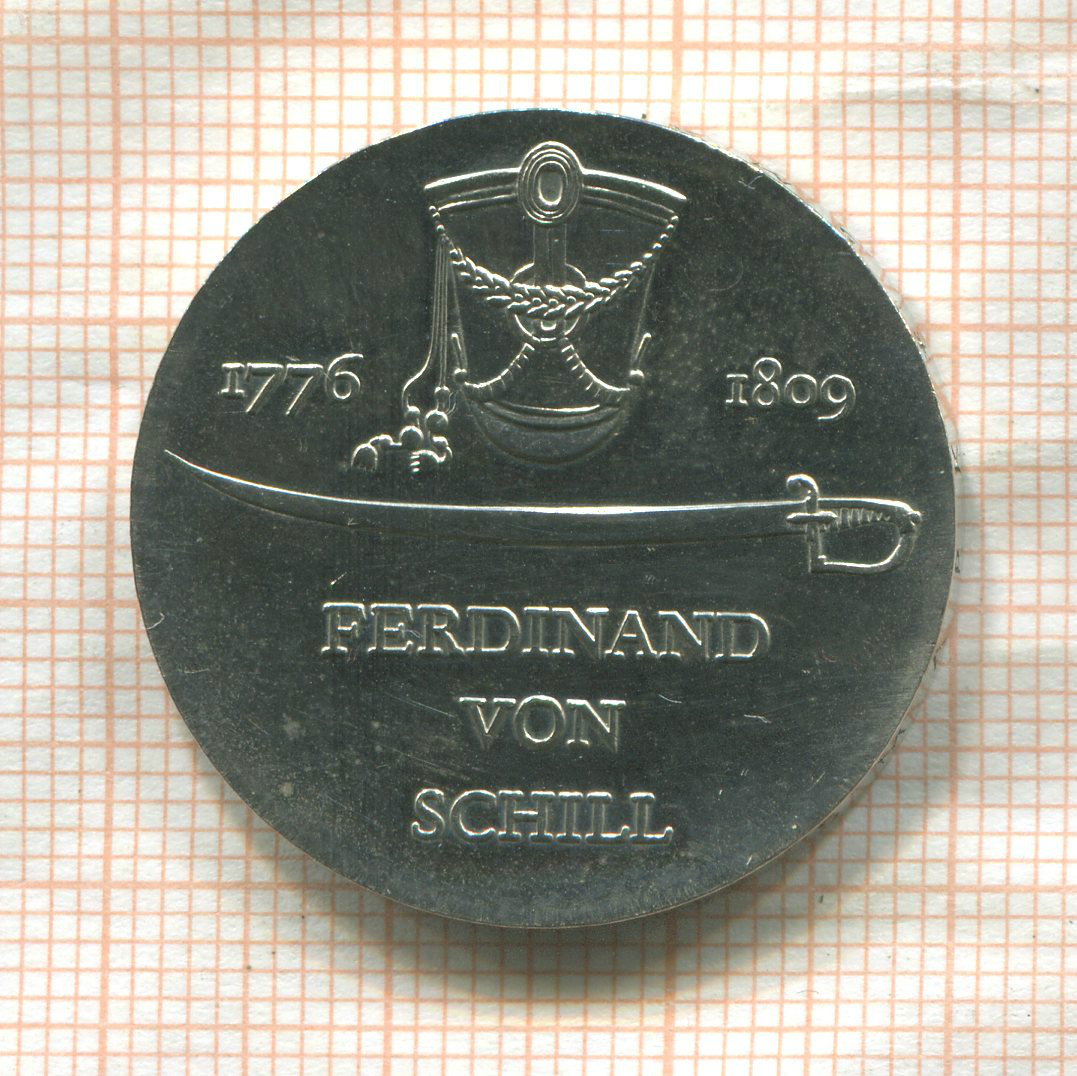 1776 1809
FERDINAND
VON
SCHILL